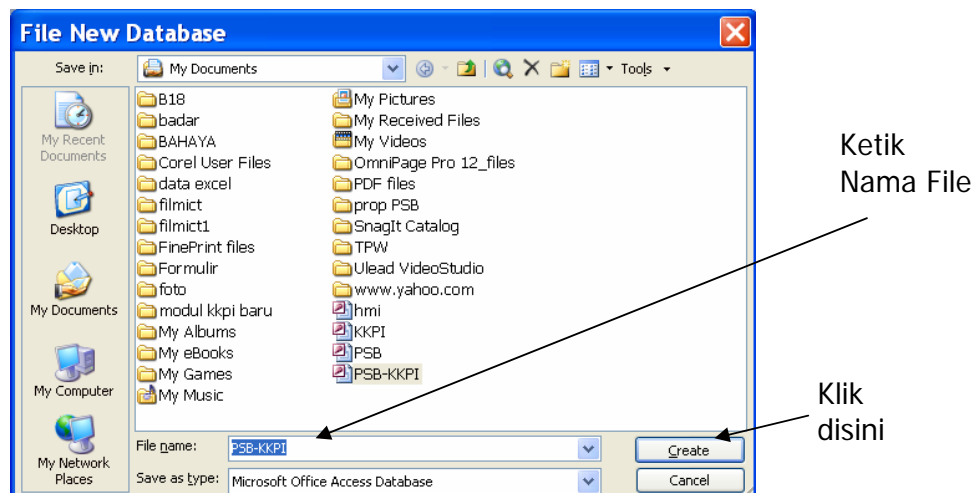 File New Database
Save in:
My Documents
Tools
My Recent
Documents
Desktop
My Documents
My Computer
My Network
Places
B18
badar
BAHAYA
Corel User Files
data excel
filmict
filmict1
FinePrint files
Formulir
foto
modul kkpi baru
My Albums
My eBooks
My Games
My Music
My Pictures
My Received Files
My Videos
OmniPage Pro 12_files
PDF files
prop PSB
SnagIt Catalog
TPW
Ulead VideoStudio
www.yahoo.com
hmi
KKPI
PSB
PSB-KKPI
File name:
PSB-KKPI
Create
Save as type:
Microsoft Office Access Database
Cancel
Ketik
Nama File
Klik
disini